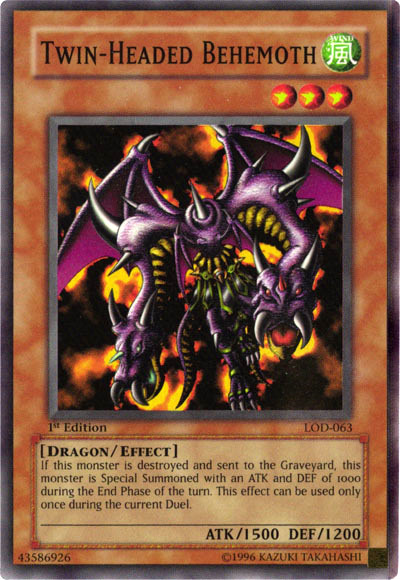 TWIN-HEADED BEHEMOTH
WIND
風
1st Edition
LOD-063
[DRAGON/EFFECT]
If this monster is destroyed and sent to the Graveyard, this
monster is Special Summoned with an ATK and DEF of 1000
during the End Phase of the turn. This effect can be used only
once during the current Duel.
ATK/1500 DEF/1200
43586926
©1996 KAZUKI TAKAHASHI